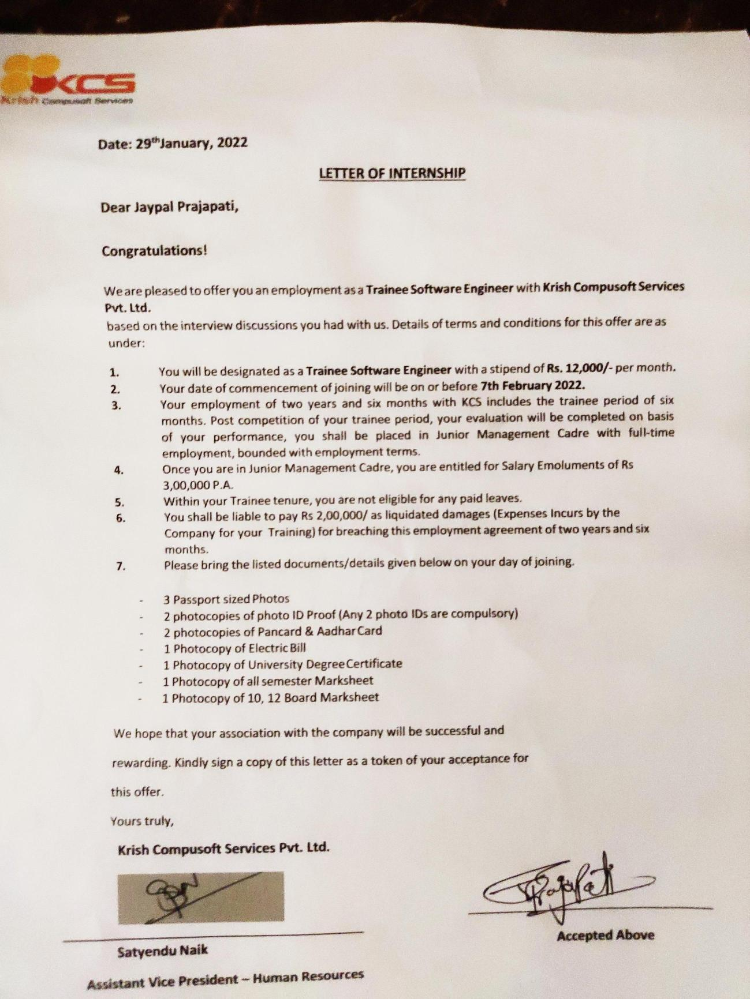 KCS
Krish Compusoft Services
Date: 29th January, 2022
LETTER OF INTERNSHIP
Dear Jaypal Prajapati,
Congratulations!
We are pleased to offer you an employment as a Trainee Software Engineer with Krish Compusoft Services
Pvt. Ltd.
based on the interview discussions you had with us. Details of terms and conditions for this offer are as
under:
1. You will be designated as a Trainee Software Engineer with a stipend of Rs. 12,000/- per month.
2. Your date of commencement of joining will be on or before 7th February 2022.
3. Your employment of two years and six months with KCS includes the trainee period of six
months. Post competition of your trainee period, your evaluation will be completed on basis
of your performance, you shall be placed in Junior Management Cadre with full-time
employment, bounded with employment terms.
4. Once you are in Junior Management Cadre, you are entitled for Salary Emoluments of Rs
3,00,000 P.A.
5. Within your Trainee tenure, you are not eligible for any paid leaves.
6. You shall be liable to pay Rs 2,00,000/ as liquidated damages (Expenses Incurs by the
Company for your Training) for breaching this employment agreement of two years and six
months.
7. Please bring the listed documents/details given below on your day of joining.
- 3 Passport sized Photos
- 2 photocopies of photo ID Proof (Any 2 photo IDs are compulsory)
- 2 photocopies of Pancard & Aadhar Card
- 1 Photocopy of Electric Bill
- 1 Photocopy of University Degree Certificate
- 1 Photocopy of all semester Marksheet
- 1 Photocopy of 10, 12 Board Marksheet
We hope that your association with the company will be successful and
rewarding. Kindly sign a copy of this letter as a token of your acceptance for
this offer.
Yours truly,
Krish Compusoft Services Pvt. Ltd.
Prajapati
Accepted Above
Satyendu Naik
Assistant Vice President – Human Resources